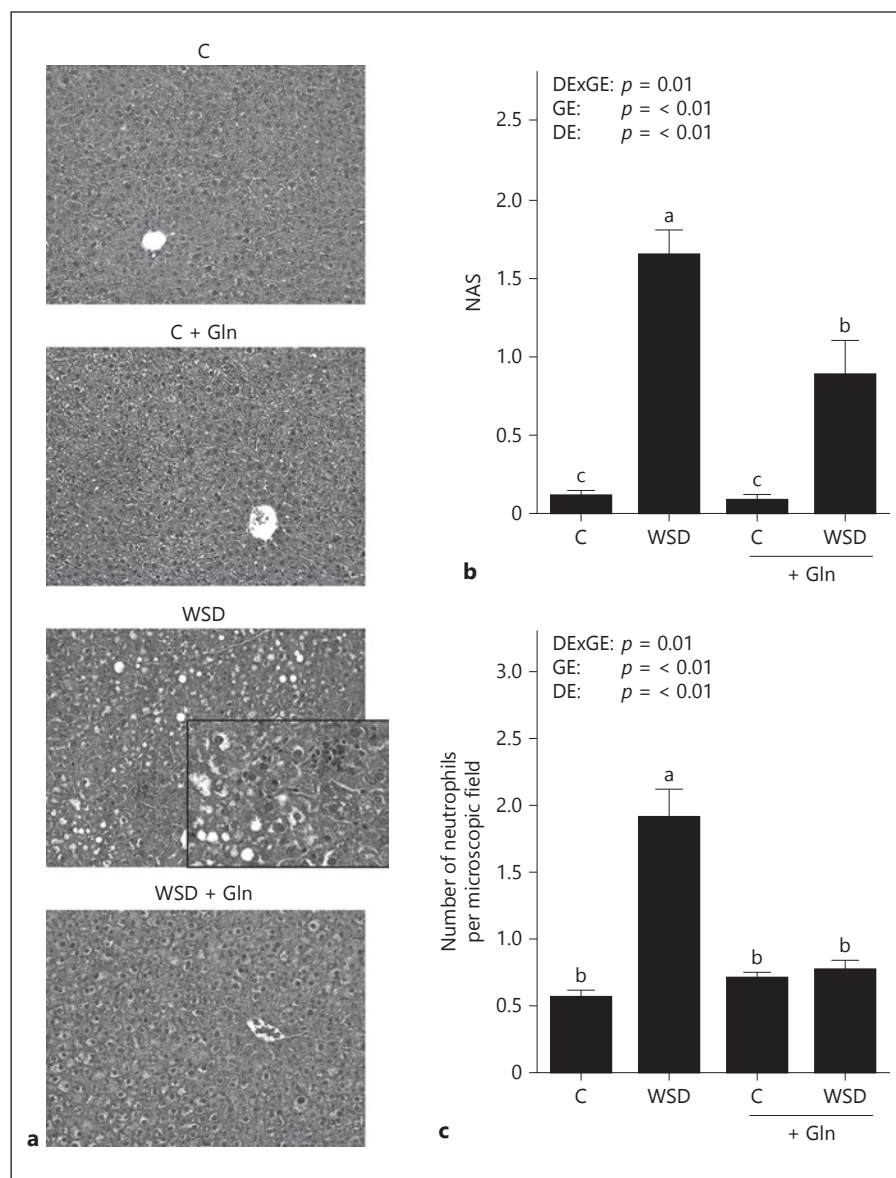 C
C + Gln
WSD
WSD + Gln
a
DExGE: p = 0.01
GE: p = < 0.01
DE: p = < 0.01
2.5
2.0
1.5
1.0
0.5
0
NAS
c
a
c
b
C
WSD
C
WSD
+ Gln
b
DExGE: p = 0.01
GE: p = < 0.01
DE: p = < 0.01
3.0
2.5
2.0
1.5
1.0
0.5
0
Number of neutrophils
per microscopic field
b
a
b
b
C
WSD
C
WSD
+ Gln
c